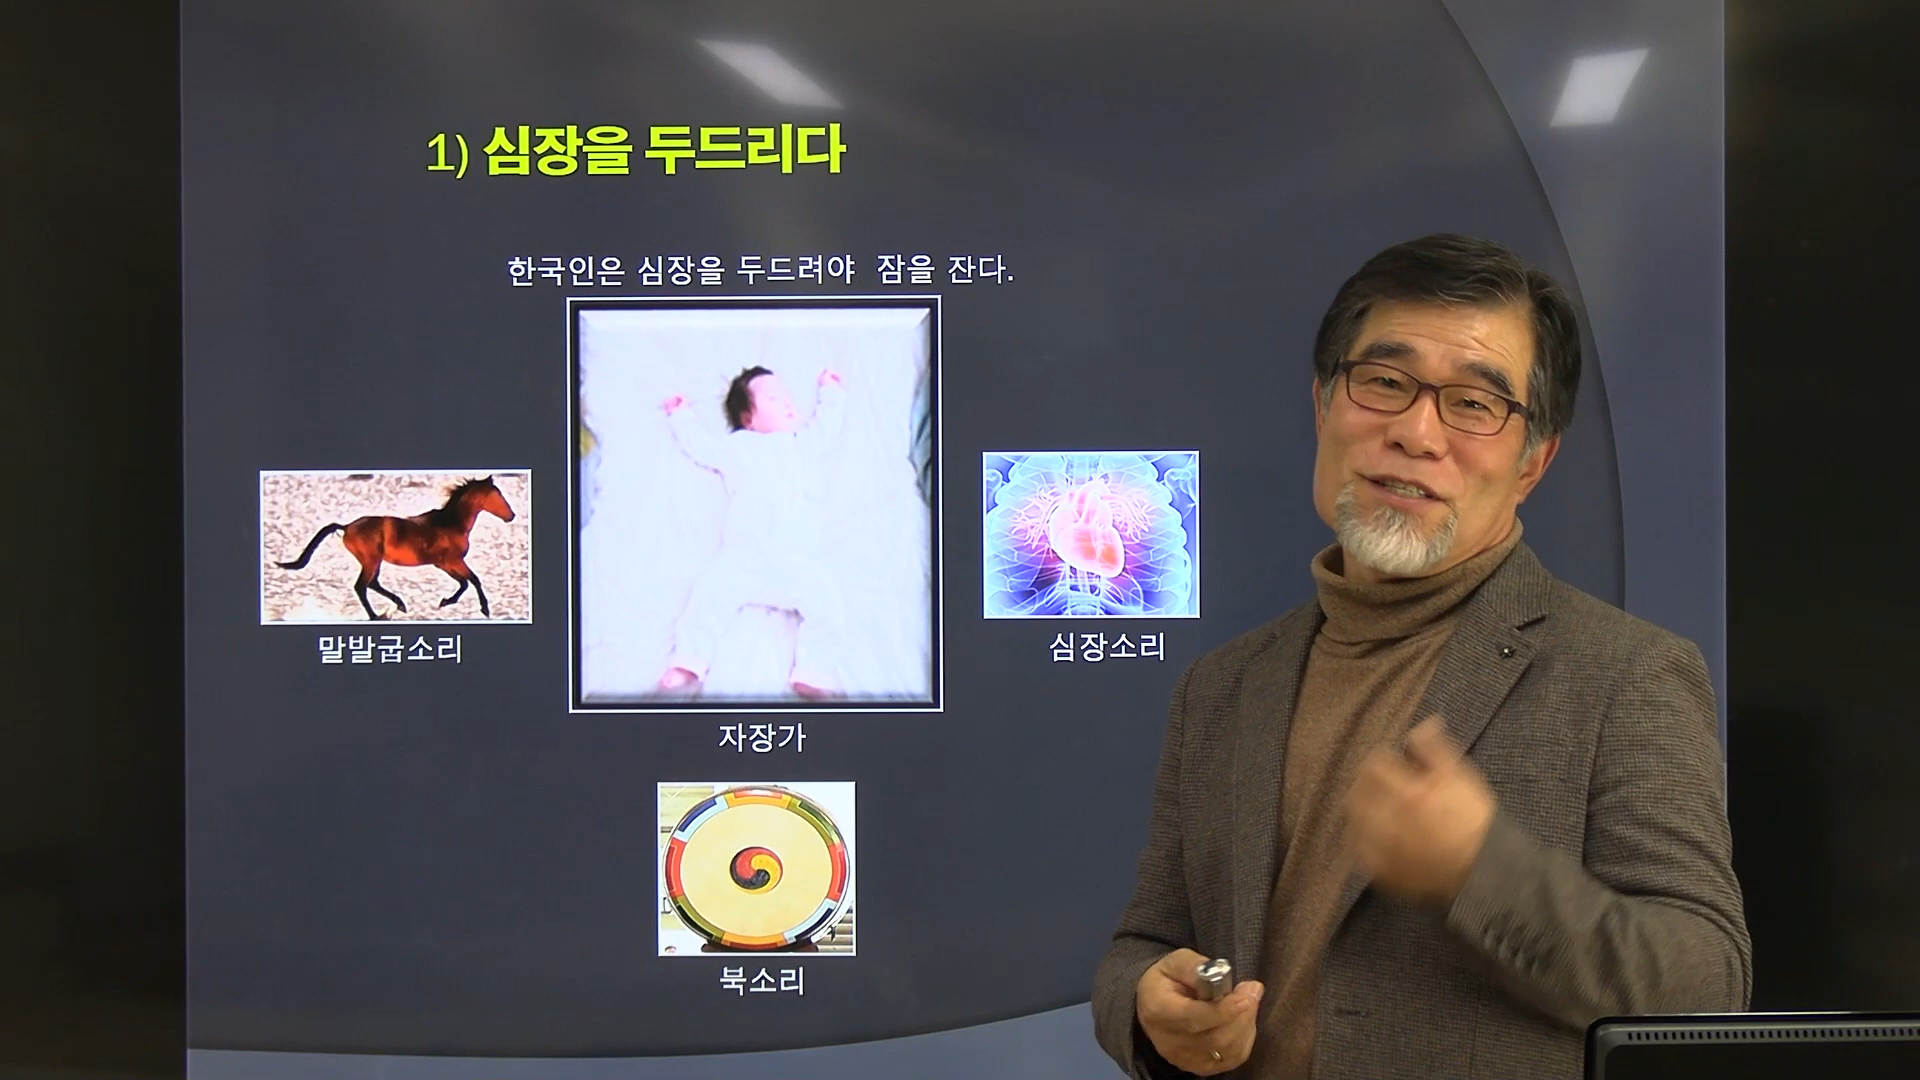 1) 심장을 두드리다
한국인은 심장을 두드려야 잠을 잔다.
말발굽소리
심장소리
자장가
북소리